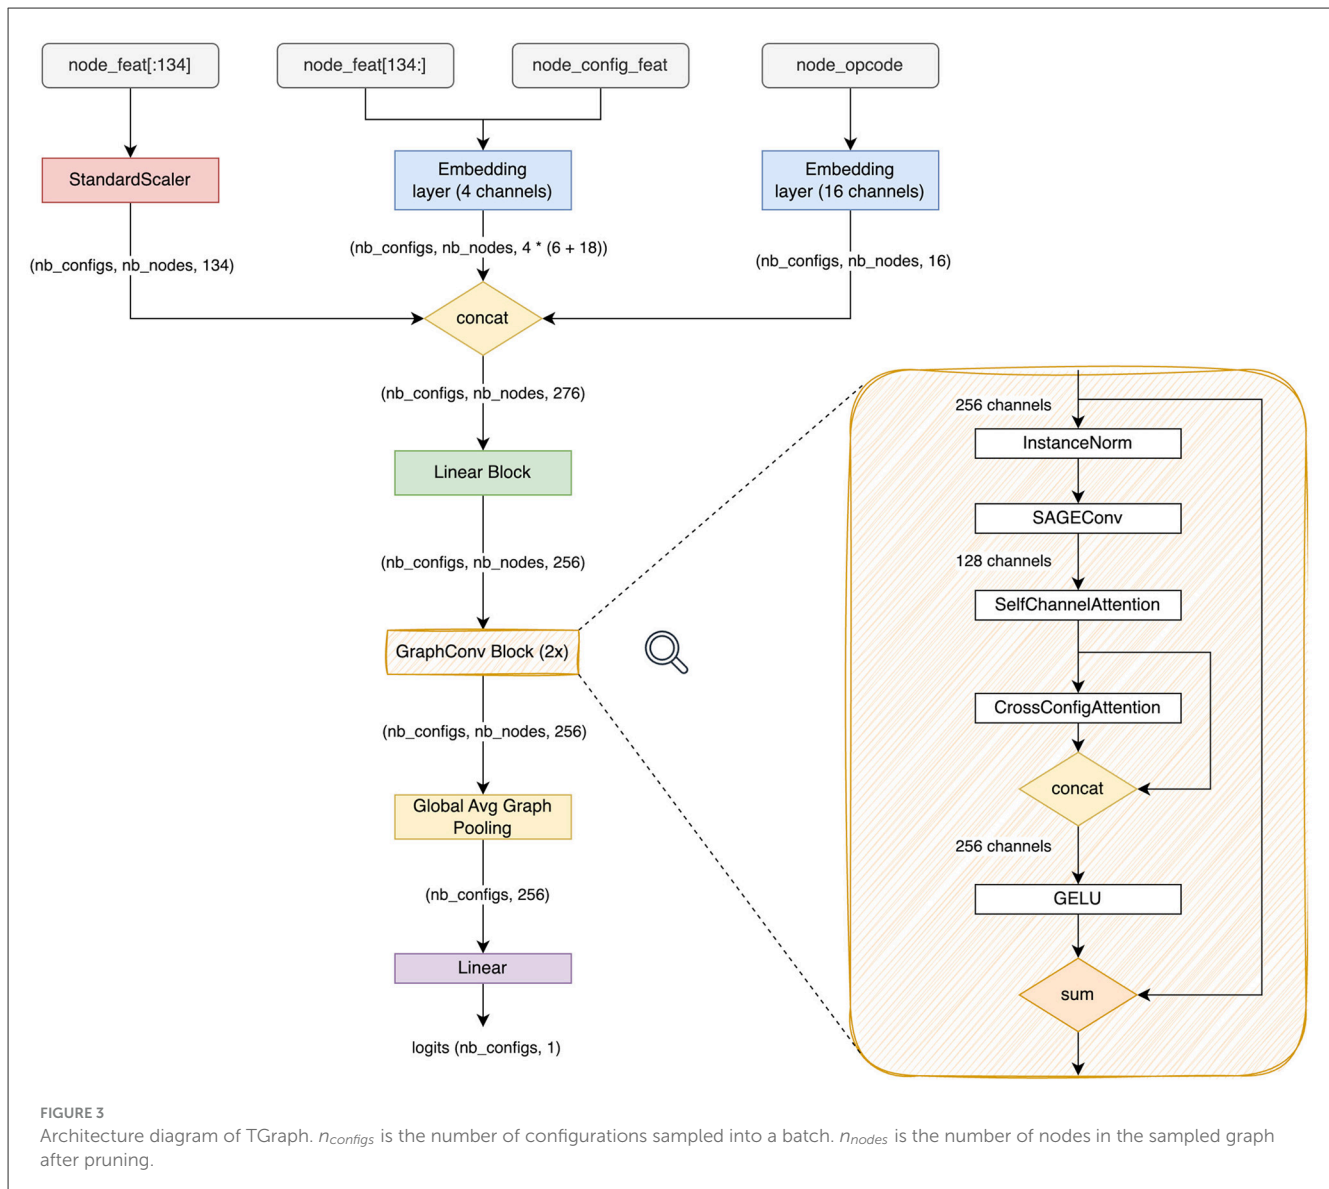 node_feat[:134]
node_feat[134:]
node_config_feat
node_opcode
StandardScaler
Embedding
layer (4 channels)
Embedding
layer (16 channels)
(nb_configs, nb_nodes, 134)
(nb_configs, nb_nodes, 4 * (6 + 18))
(nb_configs, nb_nodes, 16)
concat
(nb_configs, nb_nodes, 276)
Linear Block
(nb_configs, nb_nodes, 256)
GraphConv Block (2x)
(nb_configs, nb_nodes, 256)
Global Avg Graph
Pooling
(nb_configs, 256)
Linear
logits (nb_configs, 1)
256 channels
InstanceNorm
SAGEConv
128 channels
SelfChannelAttention
CrossConfigAttention
concat
256 channels
GELU
sum
FIGURE 3
Architecture diagram of TGraph. nconfigs is the number of configurations sampled into a batch. nnodes is the number of nodes in the sampled graph
after pruning.